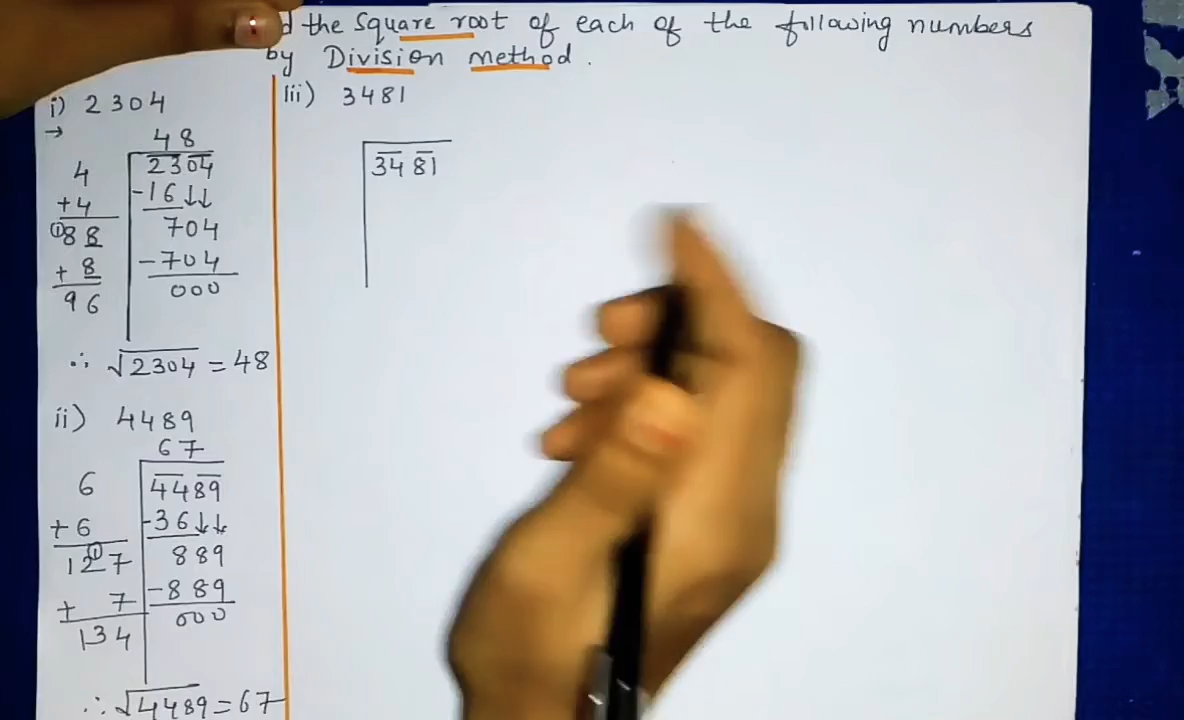 d the square root of each of the following numbers
by Division method.
i) 2304
→
48
4 2304
+4 -16↓↓
①88 704
+8 -704
96 000
∴ √2304 = 48
ii) 4489
67
6 4489
+6 -36↓↓
12①7 889
+ 7 -889
134 000
∴ √4489 = 67
iii) 3481
3481